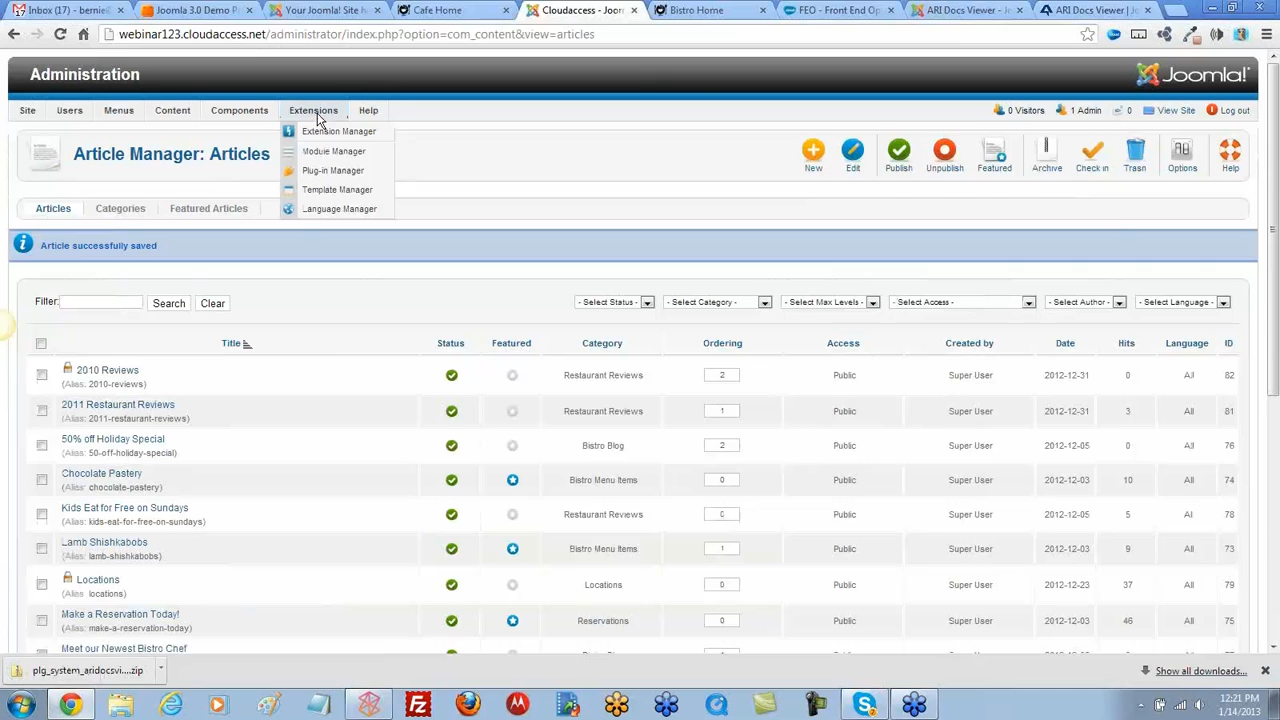 Inbox (17) - bernie
Joomla 3.0 Demo P
Your Joomla! Site h
Cafe Home
Cloudaccess - Joom
Bistro Home
FEO - Front End Op
ARI Docs Viewer - J
ARI Docs Viewer | Jo
webinar123.cloudaccess.net/administrator/index.php?option=com_content&view=articles
Administration
Joomla!
Site Users Menus Content Components Extensions Help
0 Visitors 1 Admin 0 View Site Log out
Extension Manager
Module Manager
Plug-in Manager
Template Manager
Language Manager
Article Manager: Articles
New Edit Publish Unpublish Featured Archive Check in Trash Options Help
Articles Categories Featured Articles
Article successfully saved
Filter: Search Clear
- Select Status - - Select Category - - Select Max Levels - - Select Access - - Select Author - - Select Language -
Title Status Featured Category Ordering Access Created by Date Hits Language ID
2010 Reviews Restaurant Reviews 2 Public Super User 2012-12-31 0 All 82
(Alias: 2010-reviews)
2011 Restaurant Reviews Restaurant Reviews 1 Public Super User 2012-12-31 3 All 81
(Alias: 2011-restaurant-reviews)
50% off Holiday Special Bistro Blog 2 Public Super User 2012-12-05 0 All 76
(Alias: 50-off-holiday-special)
Chocolate Pastery Bistro Menu Items 0 Public Super User 2012-12-03 10 All 74
(Alias: chocolate-pastery)
Kids Eat for Free on Sundays Restaurant Reviews 0 Public Super User 2012-12-05 5 All 78
(Alias: kids-eat-for-free-on-sundays)
Lamb Shishkabobs Bistro Menu Items 1 Public Super User 2012-12-03 9 All 73
(Alias: lamb-shishkabobs)
Locations Locations 0 Public Super User 2012-12-23 37 All 79
(Alias: locations)
Make a Reservation Today! Reservations 0 Public Super User 2012-12-03 46 All 75
(Alias: make-a-reservation-today)
Meet our Newest Bistro Chef
plg_system_aridocsvi....zip
Show all downloads...
12:21 PM
1/14/2013